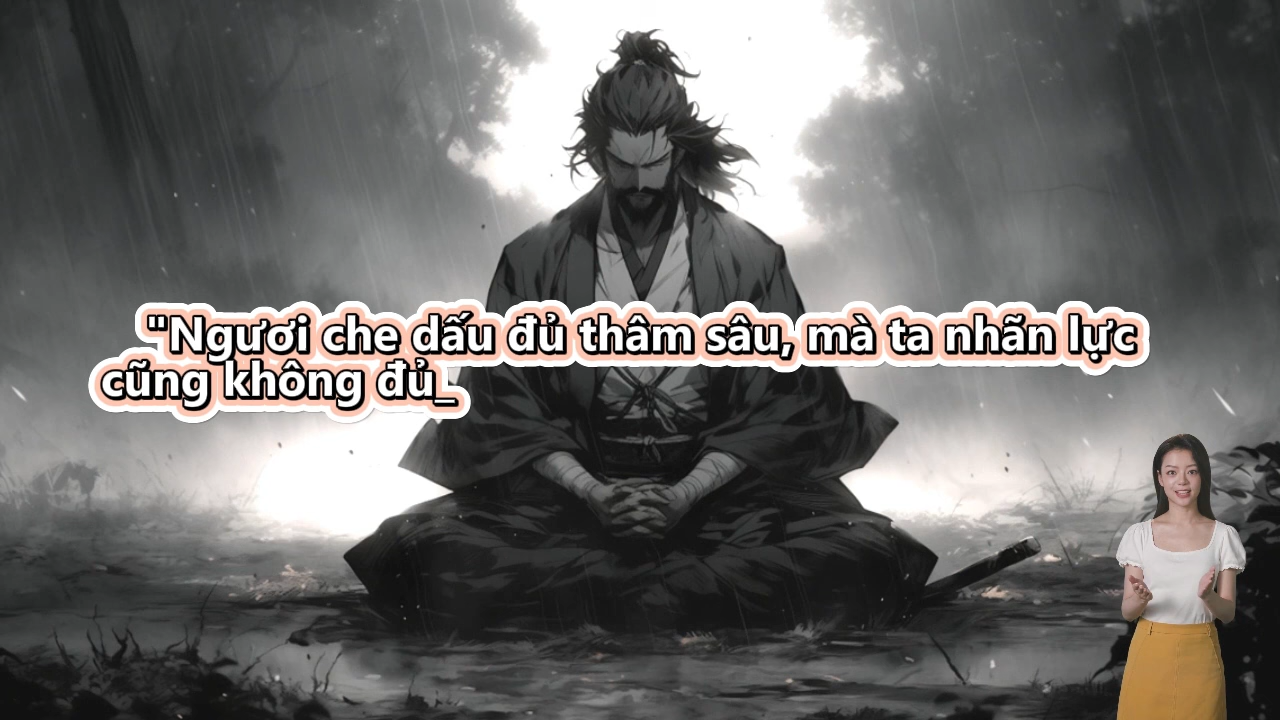 "Ngươi che dấu đủ thâm sâu, mà ta nhãn lực
cũng không đủ_